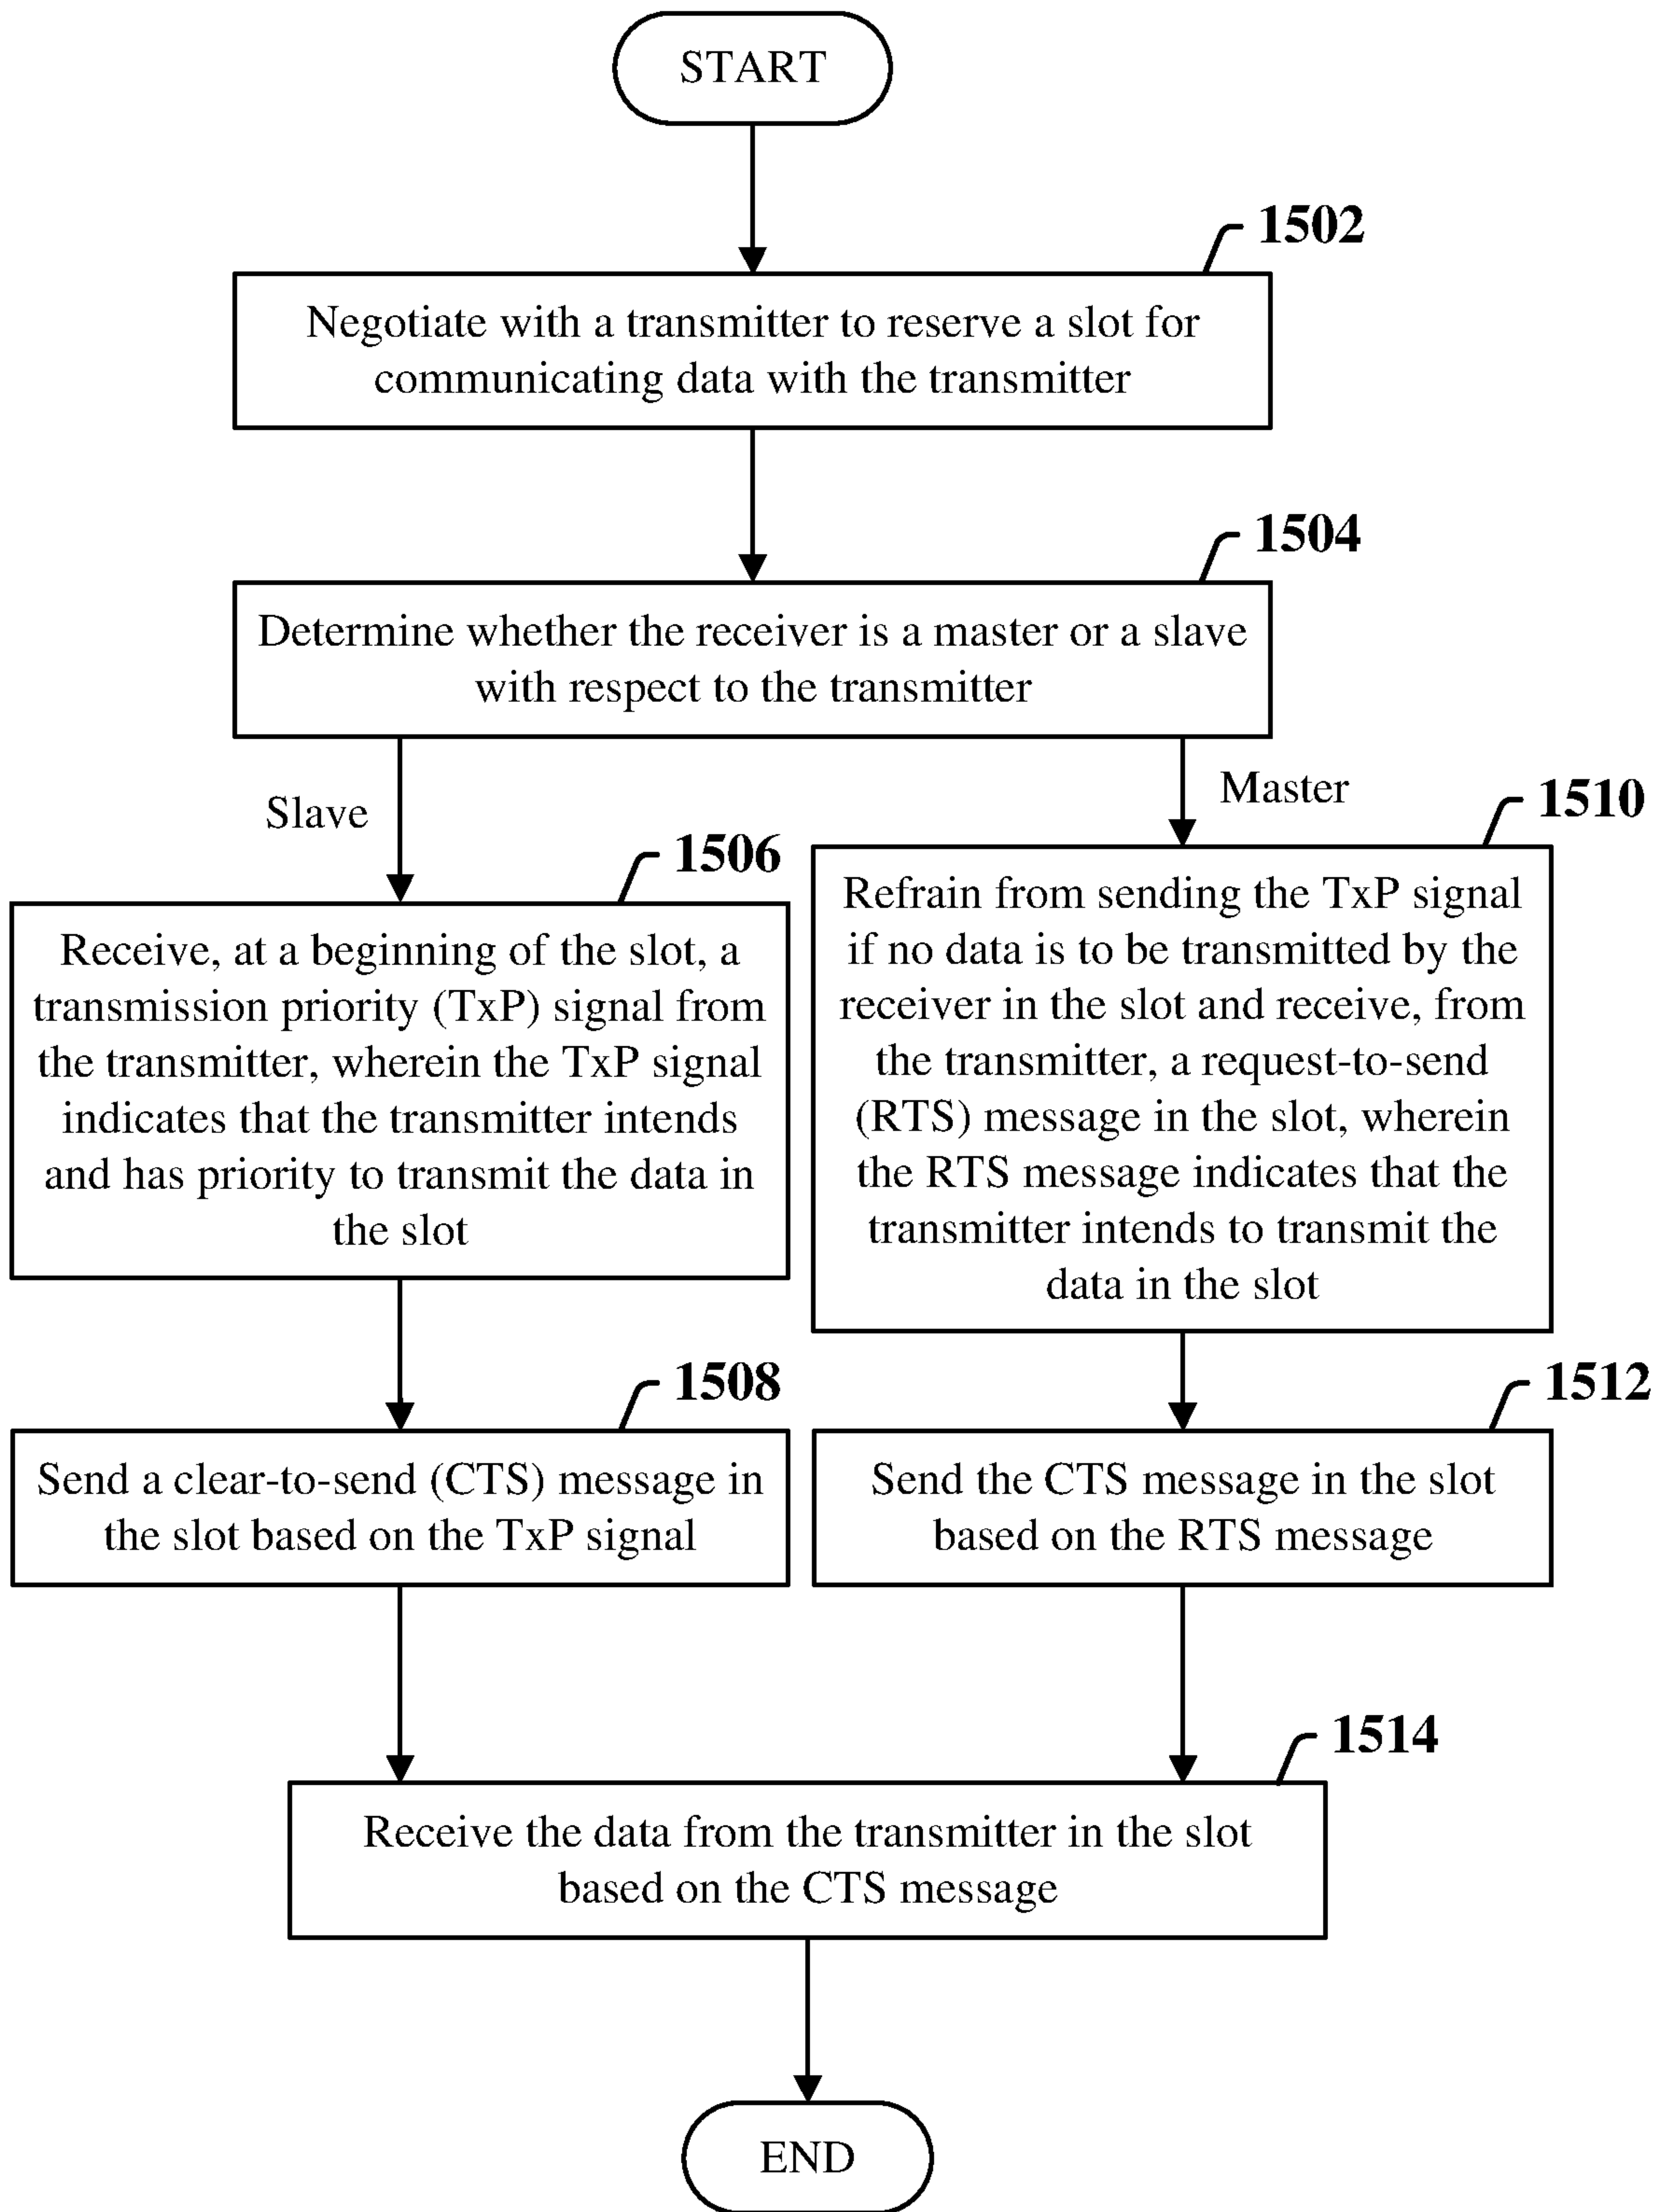 START
1502
Negotiate with a transmitter to reserve a slot for
communicating data with the transmitter
1504
Determine whether the receiver is a master or a slave
with respect to the transmitter
Slave
Master
1506
Receive, at a beginning of the slot, a
transmission priority (TxP) signal from
the transmitter, wherein the TxP signal
indicates that the transmitter intends
and has priority to transmit the data in
the slot
1510
Refrain from sending the TxP signal
if no data is to be transmitted by the
receiver in the slot and receive, from
the transmitter, a request-to-send
(RTS) message in the slot, wherein
the RTS message indicates that the
transmitter intends to transmit the
data in the slot
1508
Send a clear-to-send (CTS) message in
the slot based on the TxP signal
1512
Send the CTS message in the slot
based on the RTS message
1514
Receive the data from the transmitter in the slot
based on the CTS message
END